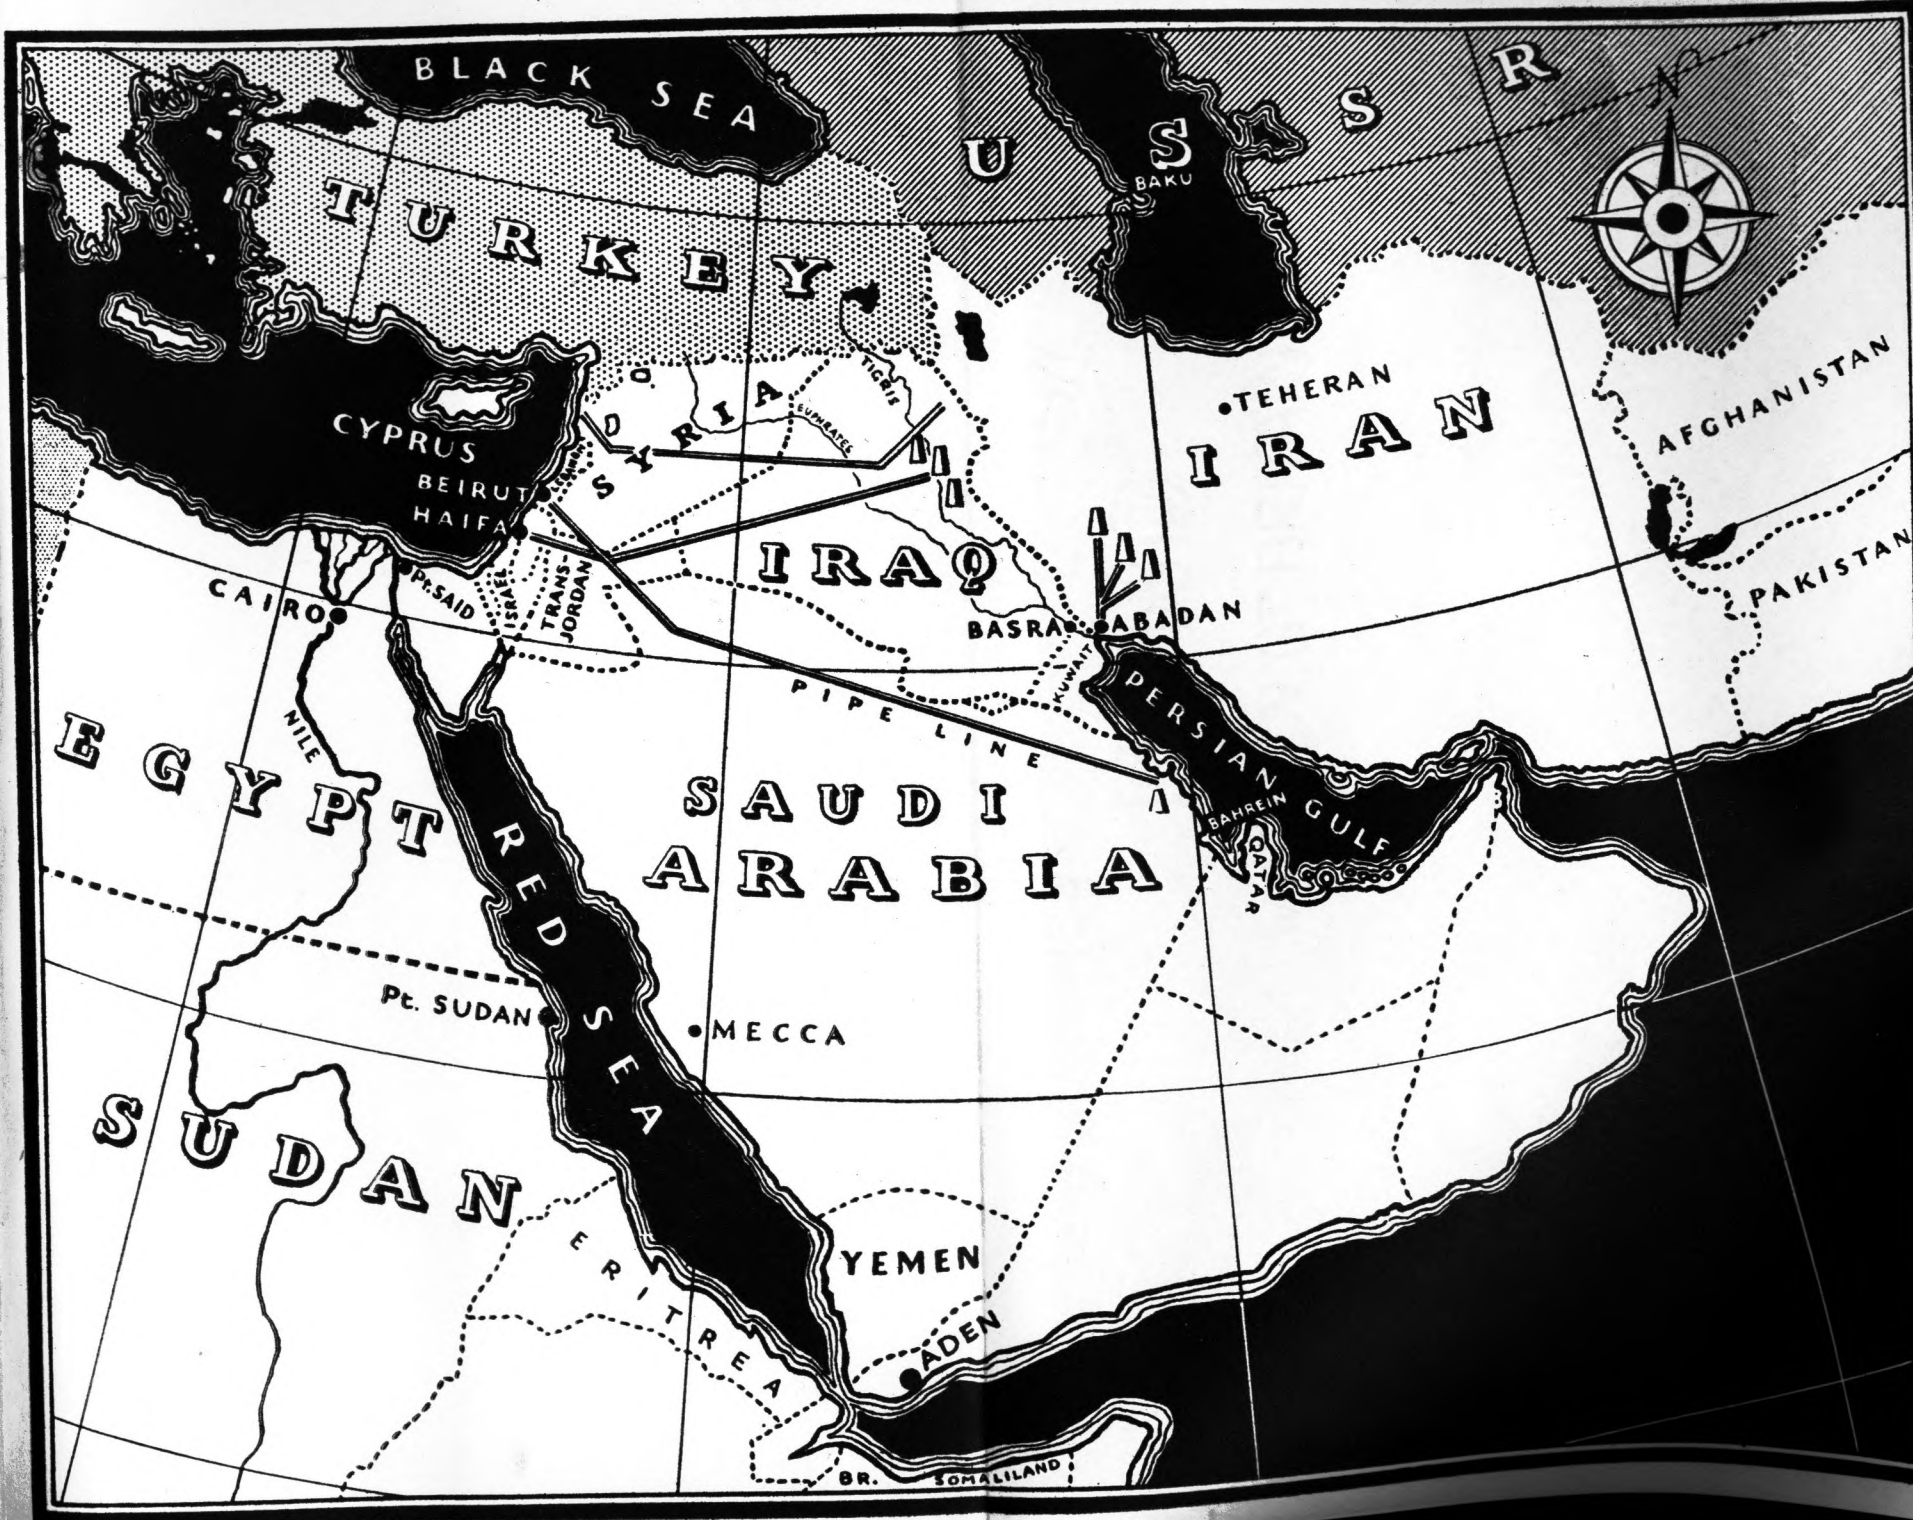 BLACK SEA
U S S R
N
BAKU
TURKEY
TIGRIS
TEHERAN
SYRIA
EUPHRATES
IRAN
AFGHANISTAN
CYPRUS
BEIRUT
HAIFA
IRAQ
PAKISTAN
CAIRO
Pt. SAID
ISRAEL
TRANS-
JORDAN
BASRA
ABADAN
KUWAIT
NILE
PIPE LINE
PERSIAN GULF
EGYPT
SAUDI
ARABIA
BAHREIN
QATAR
RED SEA
Pt. SUDAN
MECCA
SUDAN
ERITREA
YEMEN
ADEN
BR. SOMALILAND